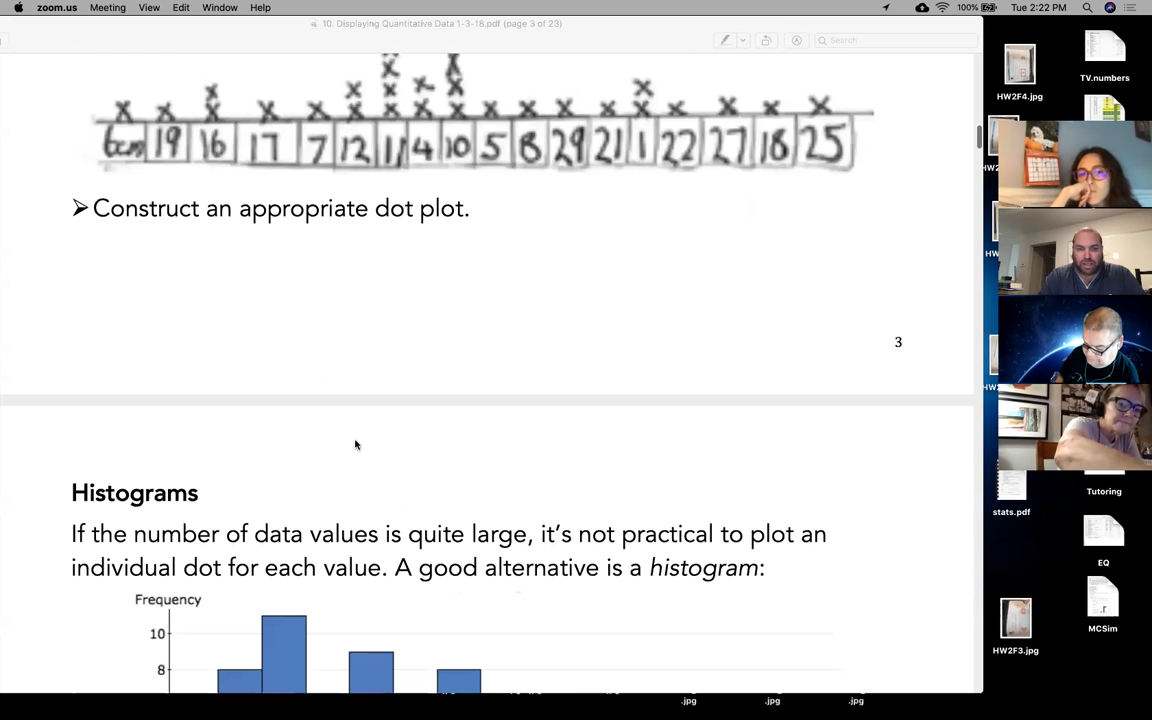 zoom.us Meeting View Edit Window Help 100% Tue 2:22 PM
10. Displaying Quantitative Data 1-3-18.pdf (page 3 of 23)
Search
x x x x x x x x x x x x x x x x x x
6cm 19 16 17 7 12 11 4 10 5 8 29 21 1 22 27 18 25
➢ Construct an appropriate dot plot.
3
Histograms
If the number of data values is quite large, it's not practical to plot an
individual dot for each value. A good alternative is a histogram:
Frequency
10
8
TV.numbers
HW2F4.jpg
Tutoring
stats.pdf
EQ
MCSim
HW2F3.jpg
.jpg .jpg .jpg